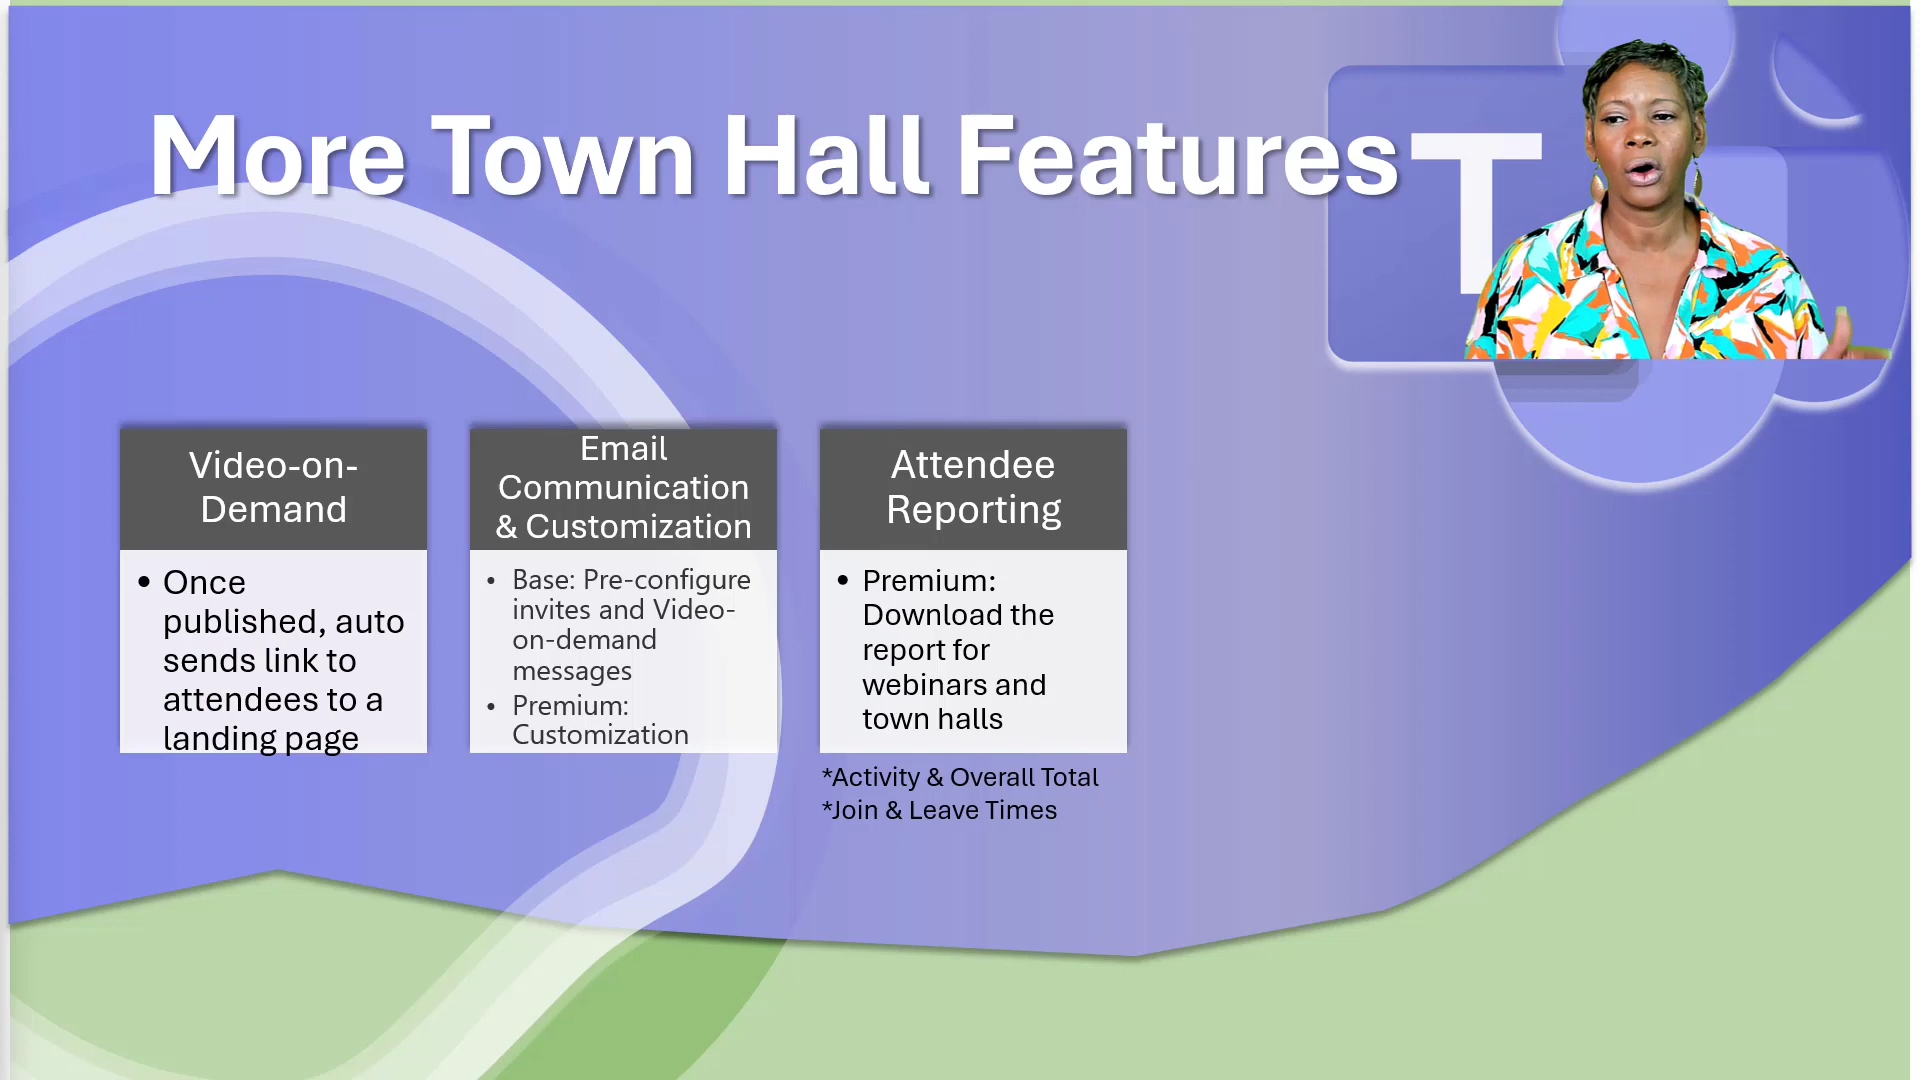 More Town Hall Features
T
Video-on-
Demand
• Once
published, auto
sends link to
attendees to a
landing page
Email
Communication
& Customization
• Base: Pre-configure
invites and Video-
on-demand
messages
• Premium:
Customization
Attendee
Reporting
• Premium:
Download the
report for
webinars and
town halls
*Activity & Overall Total
*Join & Leave Times